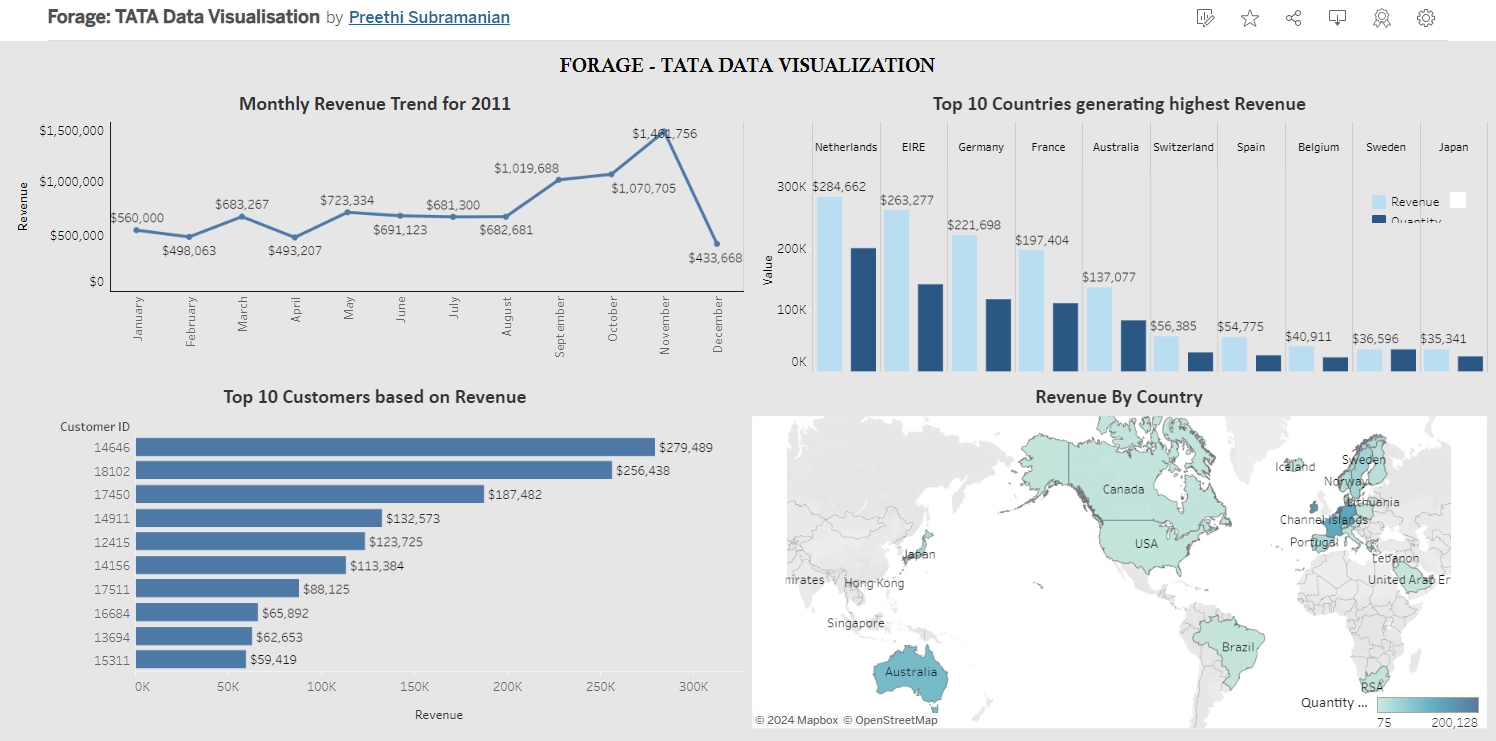 Forage: TATA Data Visualisation by Preethi Subramanian
FORAGE - TATA DATA VISUALIZATION
Monthly Revenue Trend for 2011
Revenue
$1,500,000
$1,000,000
$500,000
$0
$560,000
$498,063
$683,267
$493,207
$723,334
$691,123
$681,300
$682,681
$1,019,688
$1,070,705
$1,461,756
$433,668
January
February
March
April
May
June
July
August
September
October
November
December
Top 10 Countries generating highest Revenue
Netherlands
EIRE
Germany
France
Australia
Switzerland
Spain
Belgium
Sweden
Japan
Value
300K
200K
100K
0K
$284,662
$263,277
$221,698
$197,404
$137,077
$56,385
$54,775
$40,911
$36,596
$35,341
Revenue
Quantity
Top 10 Customers based on Revenue
Customer ID
14646 $279,489
18102 $256,438
17450 $187,482
14911 $132,573
12415 $123,725
14156 $113,384
17511 $88,125
16684 $65,892
13694 $62,653
15311 $59,419
0K 50K 100K 150K 200K 250K 300K
Revenue
Revenue By Country
Iceland
Sweden
Norway
Canada
Lithuania
Channel Islands
USA
Portugal
Japan
Lebanon
nirates
Hong Kong
United Arab Er
Singapore
Brazil
Australia
RSA
Quantity ...
75 200,128
© 2024 Mapbox © OpenStreetMap